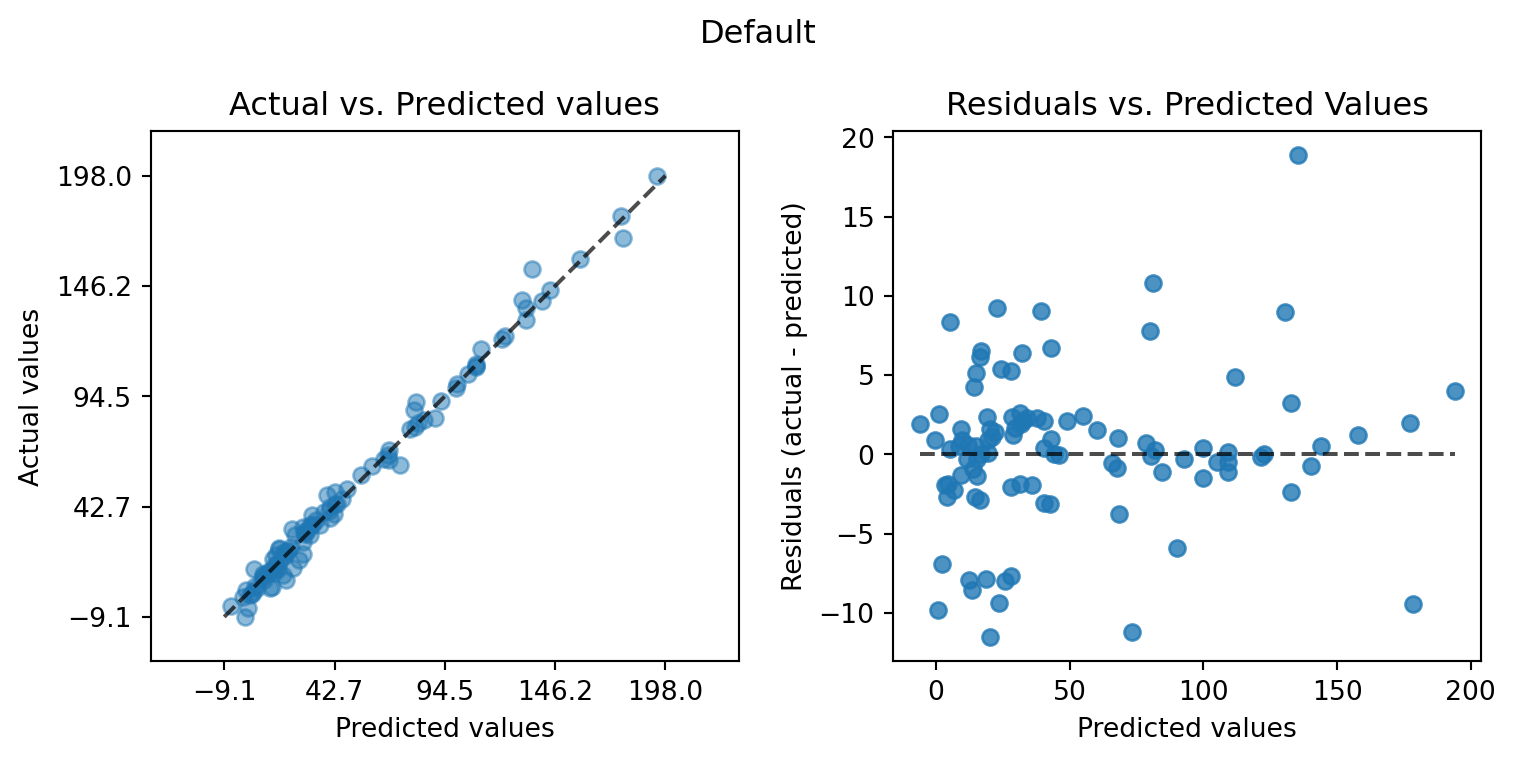 Default
Actual vs. Predicted values
Actual values
198.0
146.2
94.5
42.7
−9.1
−9.1 42.7 94.5 146.2 198.0
Predicted values
Residuals vs. Predicted Values
Residuals (actual - predicted)
20
15
10
5
0
−5
−10
0 50 100 150 200
Predicted values